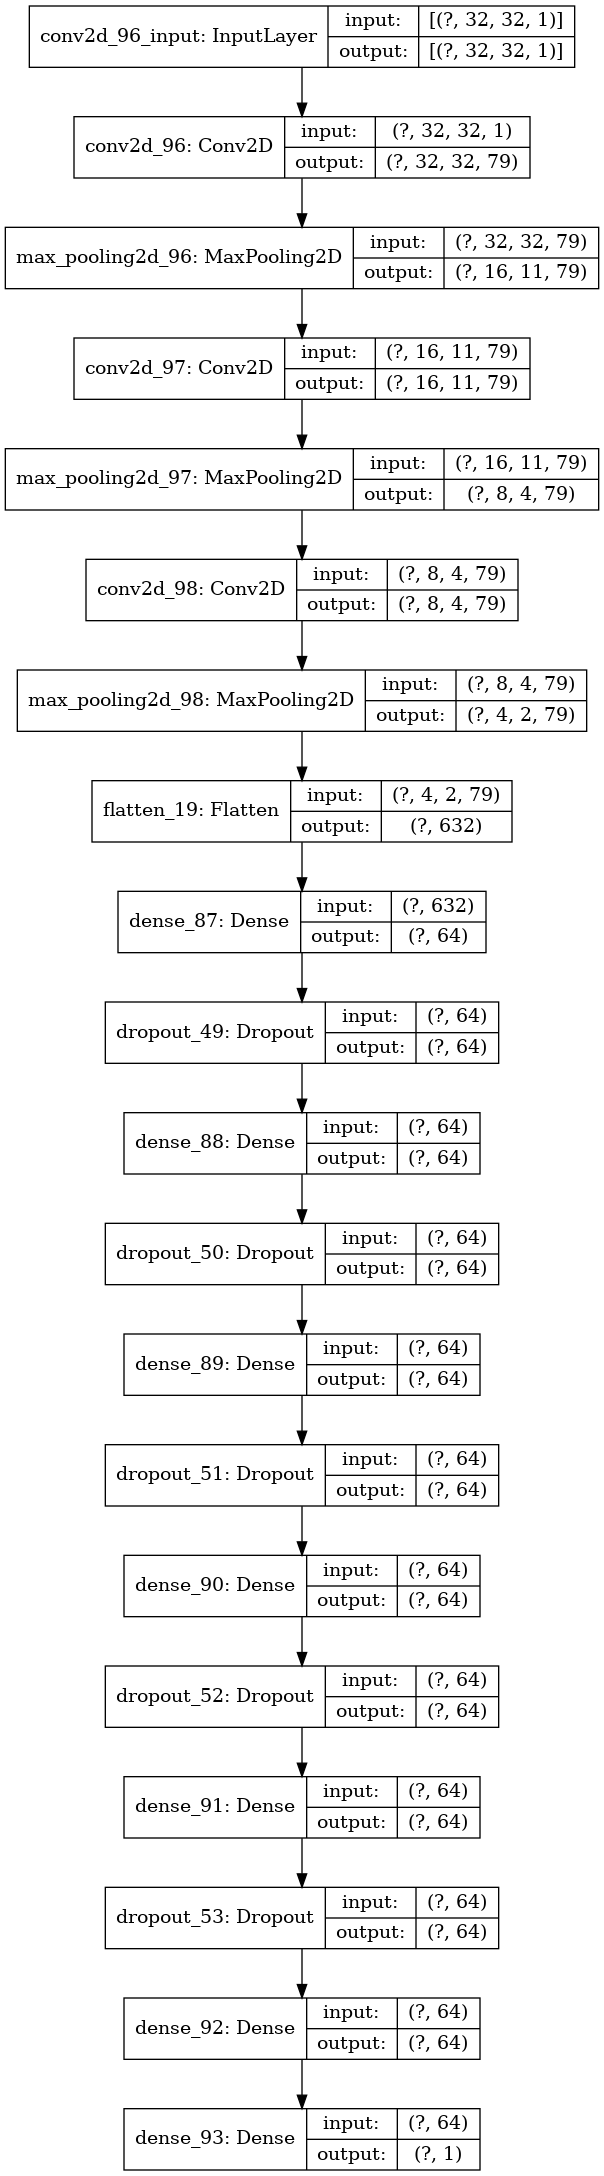 conv2d_96_input: InputLayer
input:
[(?, 32, 32, 1)]
output:
[(?, 32, 32, 1)]
conv2d_96: Conv2D
input:
(?, 32, 32, 1)
output:
(?, 32, 32, 79)
max_pooling2d_96: MaxPooling2D
input:
(?, 32, 32, 79)
output:
(?, 16, 11, 79)
conv2d_97: Conv2D
input:
(?, 16, 11, 79)
output:
(?, 16, 11, 79)
max_pooling2d_97: MaxPooling2D
input:
(?, 16, 11, 79)
output:
(?, 8, 4, 79)
conv2d_98: Conv2D
input:
(?, 8, 4, 79)
output:
(?, 8, 4, 79)
max_pooling2d_98: MaxPooling2D
input:
(?, 8, 4, 79)
output:
(?, 4, 2, 79)
flatten_19: Flatten
input:
(?, 4, 2, 79)
output:
(?, 632)
dense_87: Dense
input:
(?, 632)
output:
(?, 64)
dropout_49: Dropout
input:
(?, 64)
output:
(?, 64)
dense_88: Dense
input:
(?, 64)
output:
(?, 64)
dropout_50: Dropout
input:
(?, 64)
output:
(?, 64)
dense_89: Dense
input:
(?, 64)
output:
(?, 64)
dropout_51: Dropout
input:
(?, 64)
output:
(?, 64)
dense_90: Dense
input:
(?, 64)
output:
(?, 64)
dropout_52: Dropout
input:
(?, 64)
output:
(?, 64)
dense_91: Dense
input:
(?, 64)
output:
(?, 64)
dropout_53: Dropout
input:
(?, 64)
output:
(?, 64)
dense_92: Dense
input:
(?, 64)
output:
(?, 64)
dense_93: Dense
input:
(?, 64)
output:
(?, 1)